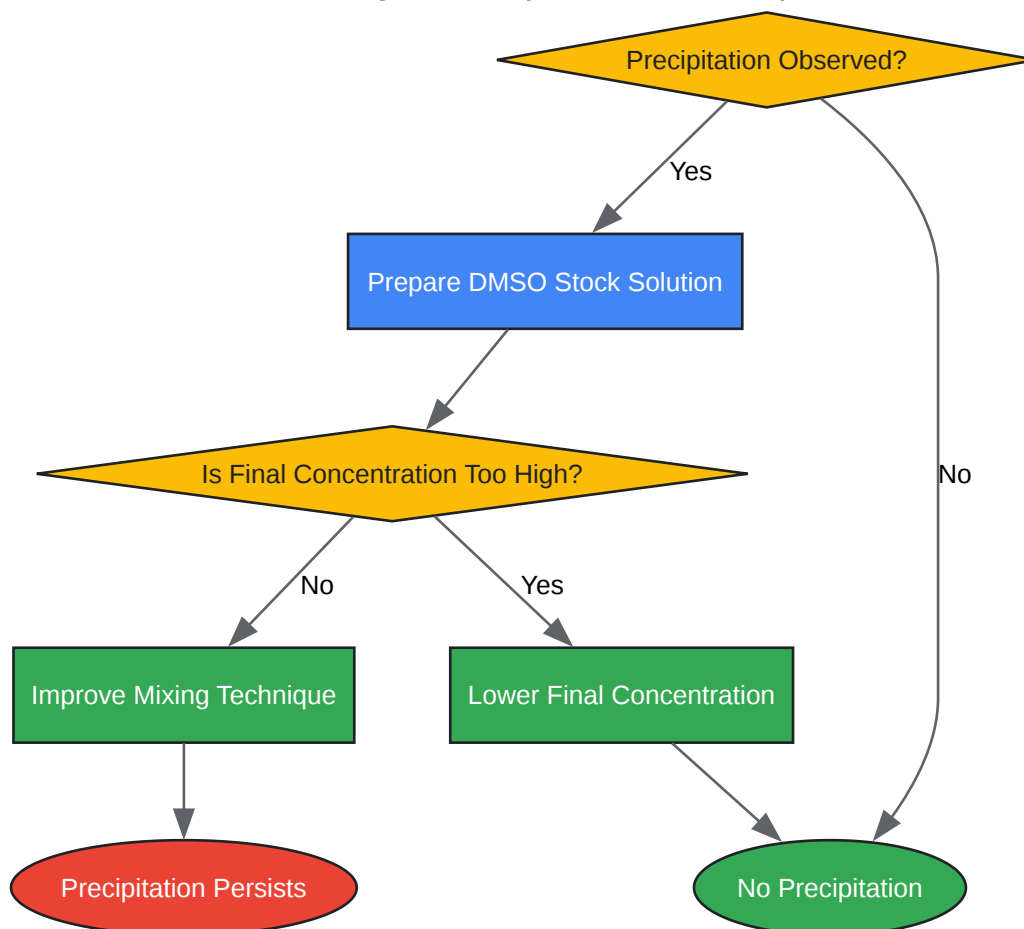 Precipitation Observed?
Yes
Prepare DMSO Stock Solution
Is Final Concentration Too High?
No
No
Yes
Improve Mixing Technique
Lower Final Concentration
Precipitation Persists
No Precipitation